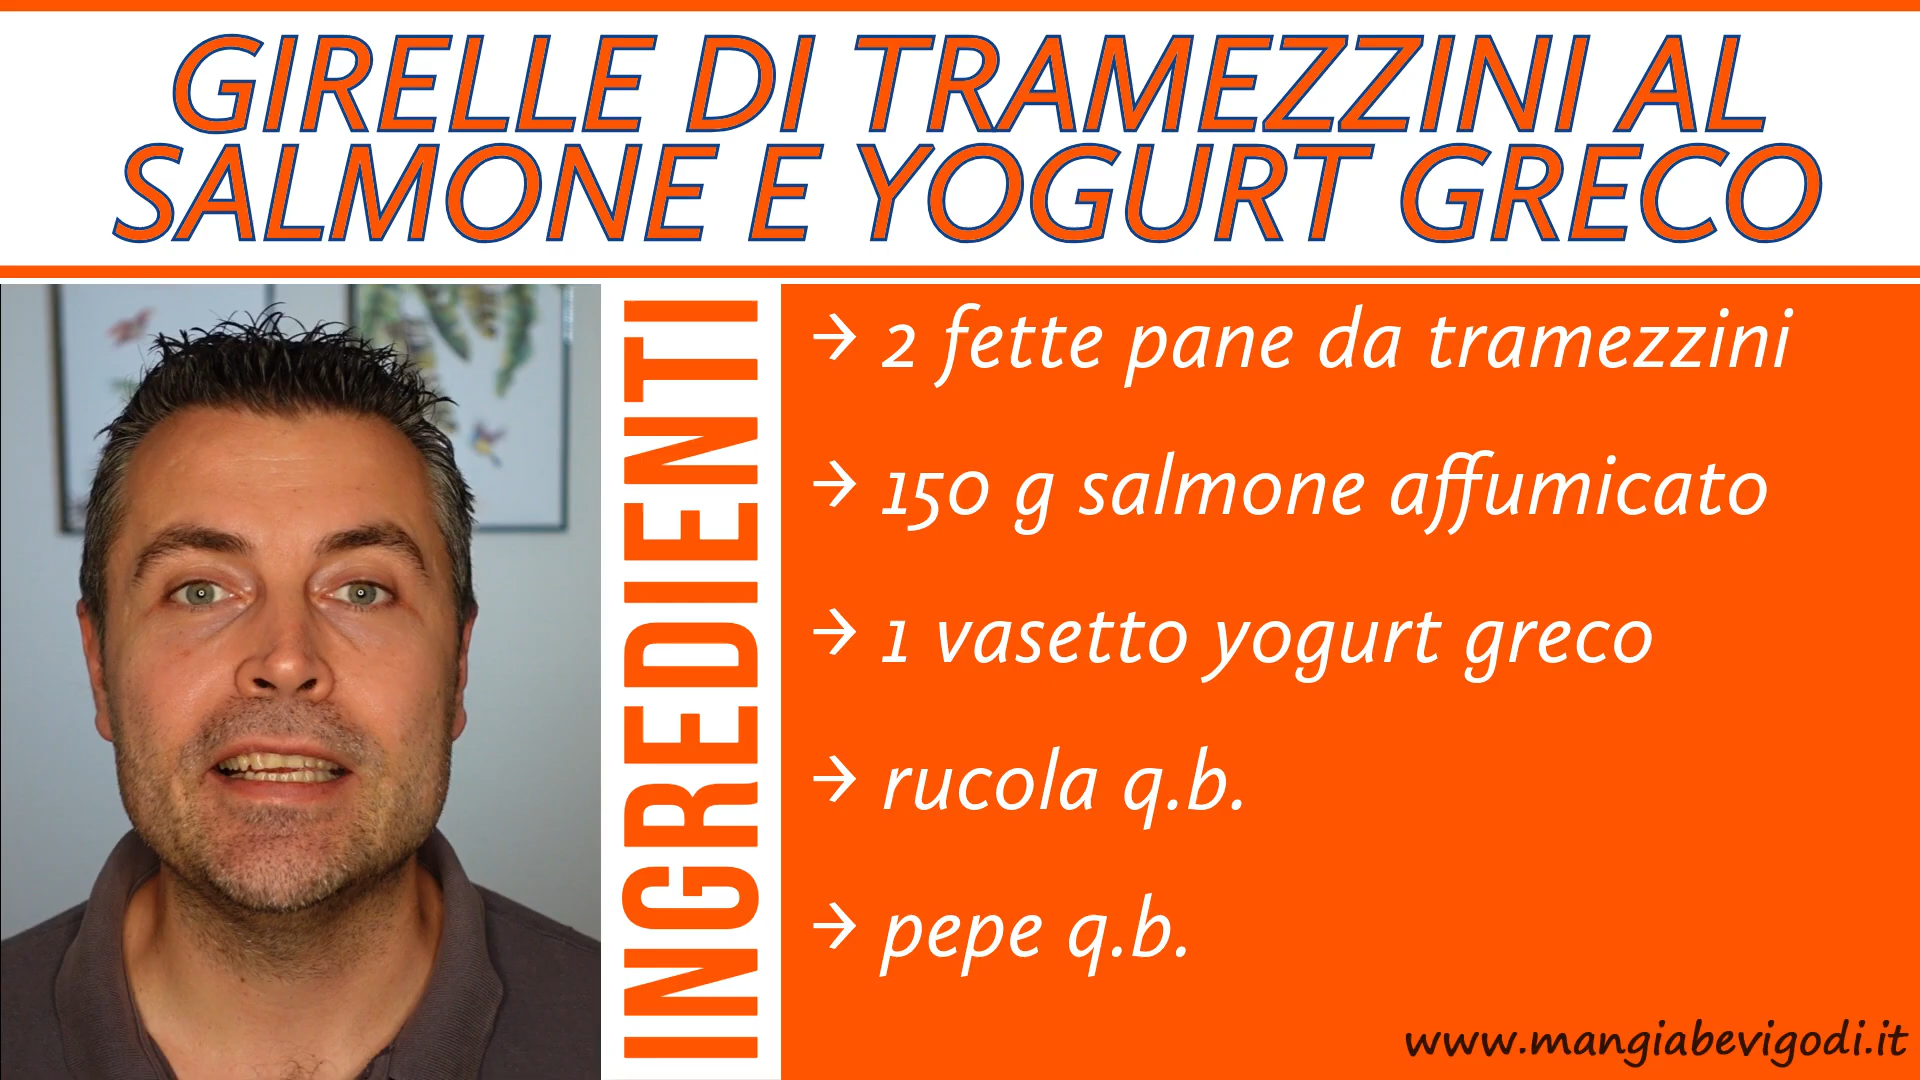 GIRELLE DI TRAMEZZINI AL
SALMONE E YOGURT GRECO
INGREDIENTI
→ 2 fette pane da tramezzini
→ 150 g salmone affumicato
→ 1 vasetto yogurt greco
→ rucola q.b.
→ pepe q.b.
www.mangiabevigodi.it